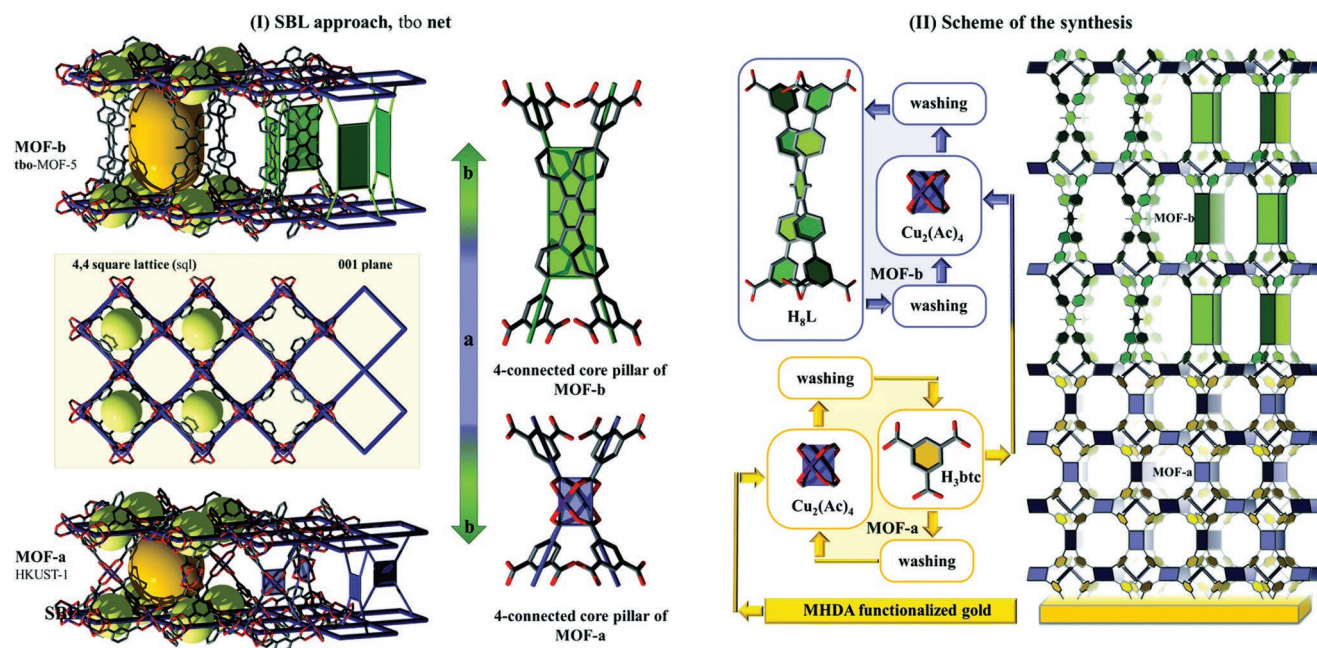 (I) SBL approach, tbo net
MOF-b
tbo-MOF-5
4,4 square lattice (sql)
001 plane
MOF-a
HKUST-1
b
a
b
4-connected core pillar of
MOF-b
4-connected core pillar of
MOF-a
(II) Scheme of the synthesis
H₈L
washing
Cu₂(Ac)₄
MOF-b
washing
washing
Cu₂(Ac)₄
H₃btc
MOF-a
washing
MHDA functionalized gold
MOF-b
MOF-a